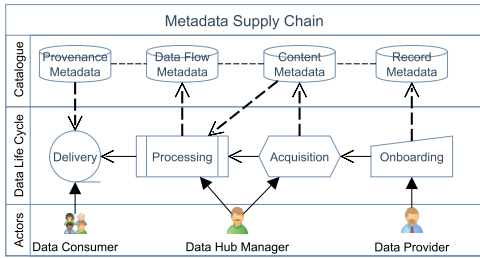 Metadata Supply Chain
Catalogue
Provenance
Metadata
Data Flow
Metadata
Content
Metadata
Record
Metadata
Data Life Cycle
Delivery
Processing
Acquisition
Onboarding
Actors
Data Consumer
Data Hub Manager
Data Provider